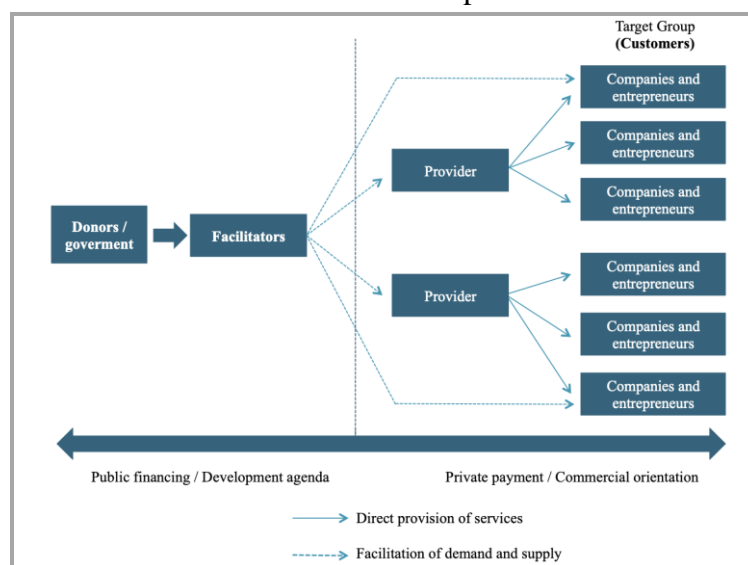 Target Group
(Customers)
Companies and
entrepreneurs
Companies and
entrepreneurs
Provider
Companies and
entrepreneurs
Donors /
goverment
Facilitators
Companies and
entrepreneurs
Provider
Companies and
entrepreneurs
Companies and
entrepreneurs
Public financing / Development agenda
Private payment / Commercial orientation
Direct provision of services
Facilitation of demand and supply